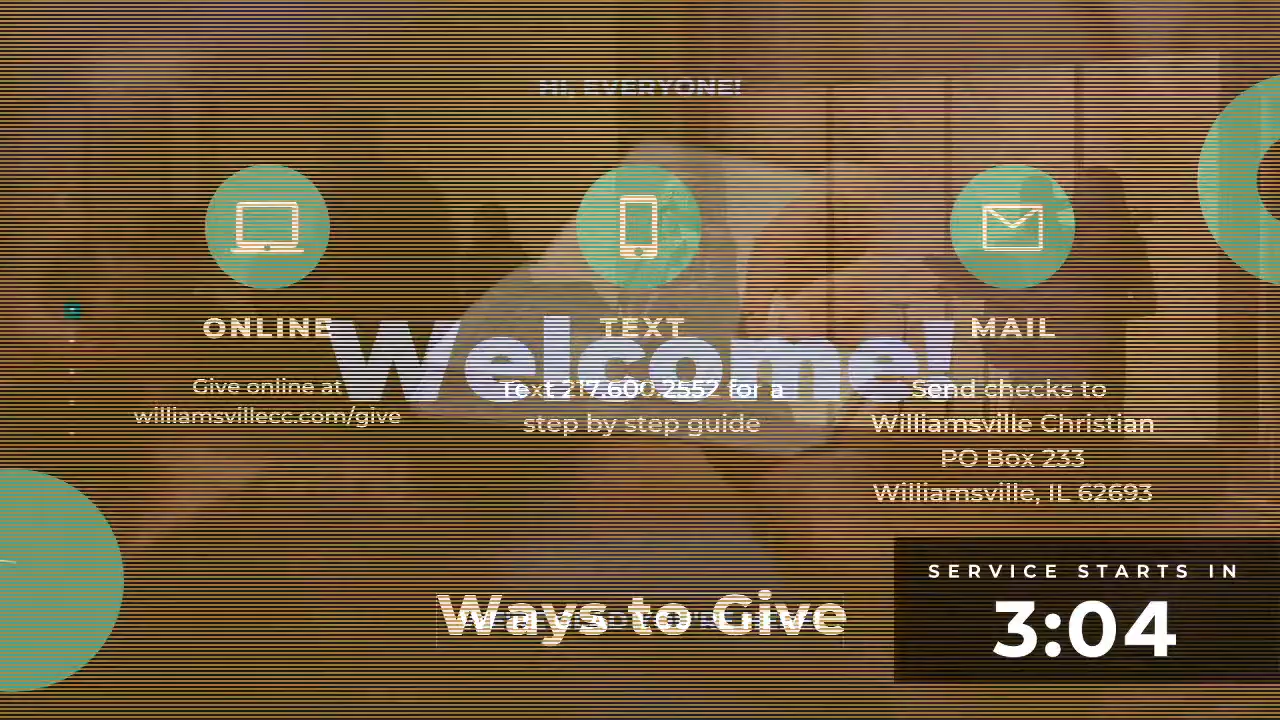 HI, EVERYONE!
ONLINE
Give online at
williamsvillecc.com/give
TEXT
Text 217.600.2552 for a
step by step guide
MAIL
Send checks to
Williamsville Christian
PO Box 233
Williamsville, IL 62693
Welcome!
Ways to Give
SERVICE STARTS IN
3:04